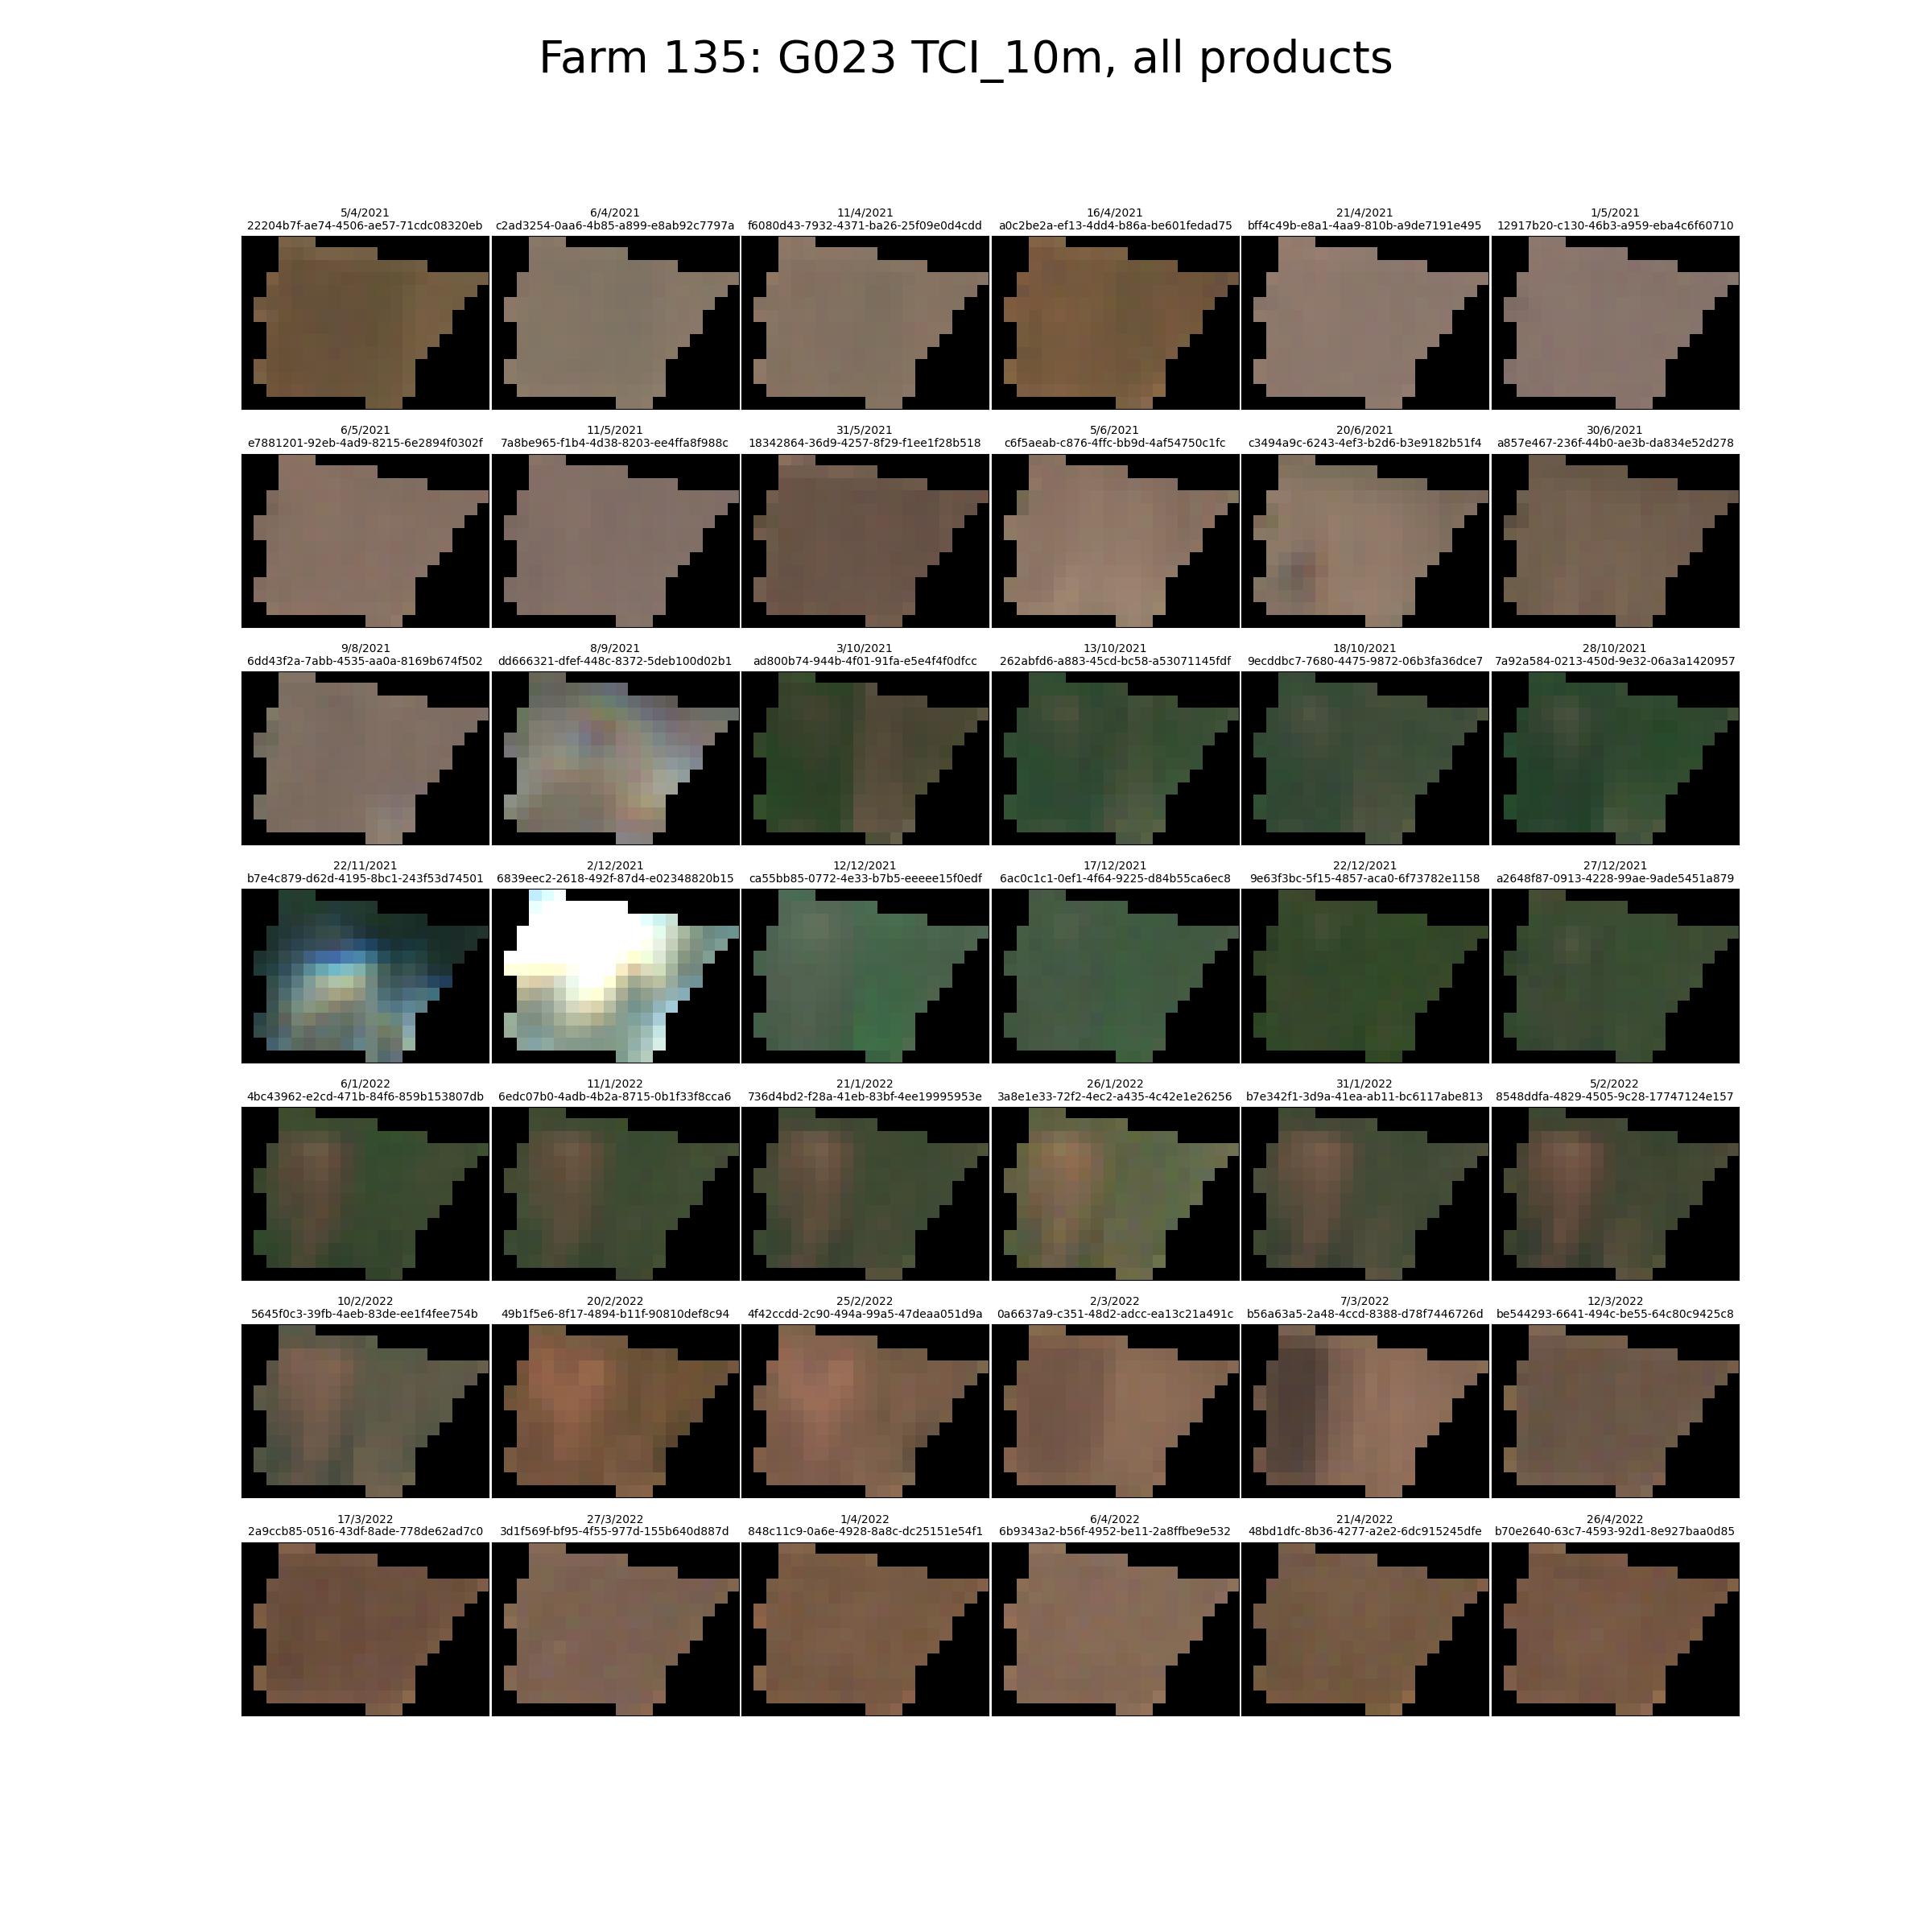 Farm 135: G023 TCI_10m, all products
5/4/2021 6/4/2021 11/4/2021 16/4/2021 21/4/2021 1/5/2021
22204b7f-ae74-4506-ae57-71cdc08320eb c2ad3254-0aa6-4b85-a899-e8ab92c7797a f6080d43-7932-4371-ba26-25f09e0d4cdd a0c2be2a-ef13-4dd4-b86a-be601fedad75 bff4c49b-e8a1-4aa9-810b-a9de7191e495 12917b20-c130-46b3-a959-eba4c6f60710
6/5/2021 11/5/2021 31/5/2021 5/6/2021 20/6/2021 30/6/2021
e7881201-92eb-4ad9-8215-6e2894f0302f 7a8be965-f1b4-4d38-8203-ee4ffa8f988c 18342864-36d9-4257-8f29-f1ee1f28b518 c6f5aeab-c876-4ffc-bb9d-4af54750c1fc c3494a9c-6243-4ef3-b2d6-b3e9182b51f4 a857e467-236f-44b0-ae3b-da834e52d278
9/8/2021 8/9/2021 3/10/2021 13/10/2021 18/10/2021 28/10/2021
6dd43f2a-7abb-4535-aa0a-8169b674f502 dd666321-dfef-448c-8372-5deb100d02b1 ad800b74-944b-4f01-91fa-e5e4f4f0dfcc 262abfd6-a883-45cd-bc58-a53071145fdf 9ecddbc7-7680-4475-9872-06b3fa36dce7 7a92a584-0213-450d-9e32-06a3a1420957
22/11/2021 2/12/2021 12/12/2021 17/12/2021 22/12/2021 27/12/2021
b7e4c879-d62d-4195-8bc1-243f53d74501 6839eec2-2618-492f-87d4-e02348820b15 ca55bb85-0772-4e33-b7b5-eeeee15f0edf 6ac0c1c1-0ef1-4f64-9225-d84b55ca6ec8 9e63f3bc-5f15-4857-aca0-6f73782e1158 a2648f87-0913-4228-99ae-9ade5451a879
6/1/2022 11/1/2022 21/1/2022 26/1/2022 31/1/2022 5/2/2022
4bc43962-e2cd-471b-84f6-859b153807db 6edc07b0-4adb-4b2a-8715-0b1f33f8cca6 736d4bd2-f28a-41eb-83bf-4ee19995953e 3a8e1e33-72f2-4ec2-a435-4c42e1e26256 b7e342f1-3d9a-41ea-ab11-bc6117abe813 8548ddfa-4829-4505-9c28-17747124e157
10/2/2022 20/2/2022 25/2/2022 2/3/2022 7/3/2022 12/3/2022
5645f0c3-39fb-4aeb-83de-ee1f4fee754b 49b1f5e6-8f17-4894-b11f-90810def8c94 4f42ccdd-2c90-494a-99a5-47deaa051d9a 0a6637a9-c351-48d2-adcc-ea13c21a491c b56a63a5-2a48-4ccd-8388-d78f7446726d be544293-6641-494c-be55-64c80c9425c8
17/3/2022 27/3/2022 1/4/2022 6/4/2022 21/4/2022 26/4/2022
2a9ccb85-0516-43df-8ade-778de62ad7c0 3d1f569f-bf95-4f55-977d-155b640d887d 848c11c9-0a6e-4928-8a8c-dc25151e54f1 6b9343a2-b56f-4952-be11-2a8ffbe9e532 48bd1dfc-8b36-4277-a2e2-6dc915245dfe b70e2640-63c7-4593-92d1-8e927baa0d85